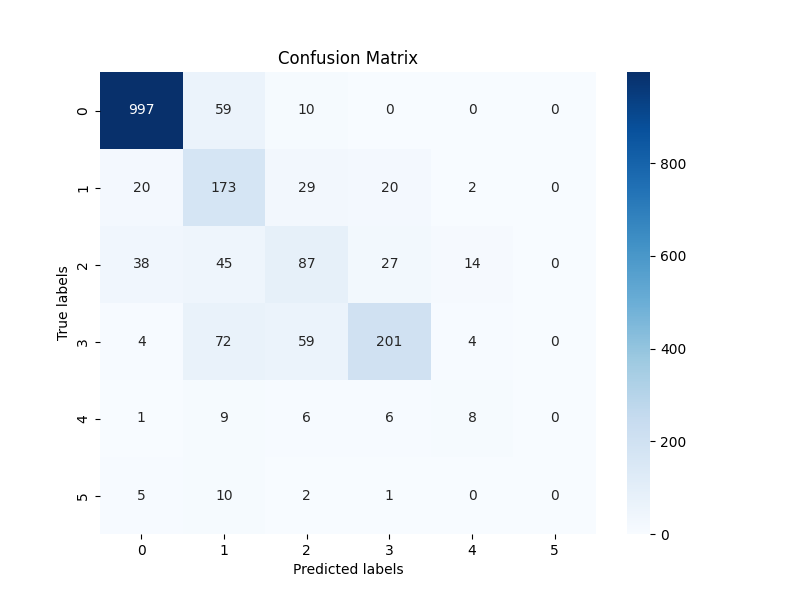 Confusion Matrix
0 997 59 10 0 0 0
1 20 173 29 20 2 0
2 38 45 87 27 14 0
3 4 72 59 201 4 0
4 1 9 6 6 8 0
5 5 10 2 1 0 0
0 1 2 3 4 5
Predicted labels
True labels
800
600
400
200
0